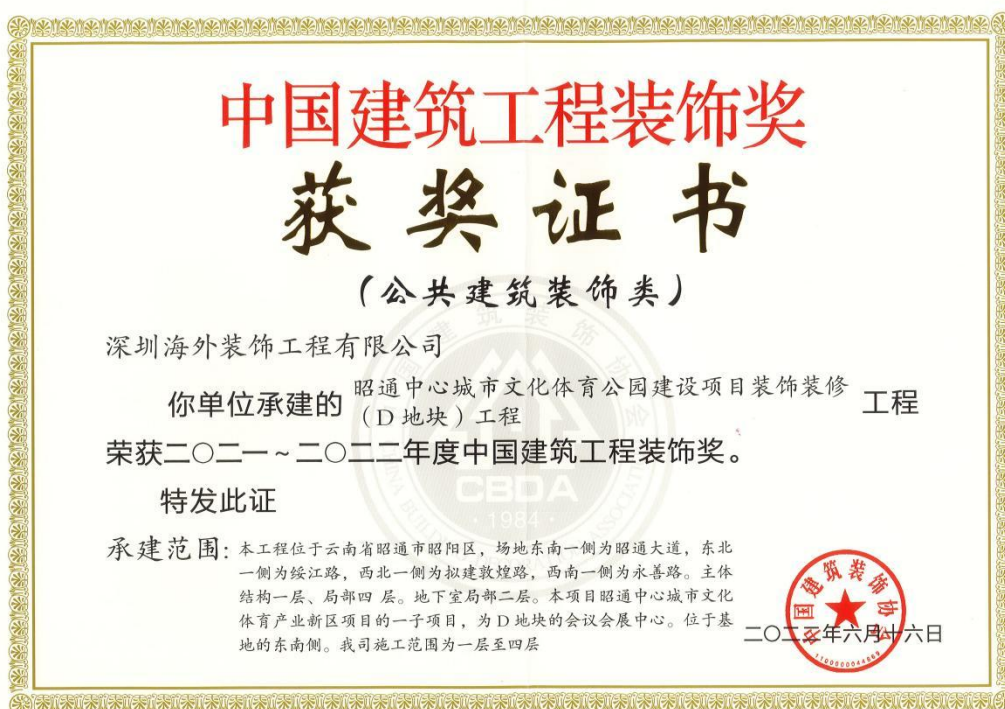 中国建筑工程装饰奖
获奖证书
(公共建筑装饰类)
深圳海外装饰工程有限公司
你单位承建的 昭通中心城市文化体育公园建设项目装饰装修（D地块）工程 工程
荣获二〇二一~二〇二二年度中国建筑工程装饰奖。
特发此证
承建范围：本工程位于云南省昭通市昭阳区，场地东南一侧为昭通大道，东北
一侧为绥江路，西北一侧为拟建敦煌路，西南一侧为永善路。主体
结构一层、局部四 层。地下室局部二层。本项目昭通中心城市文化
体育产业新区项目的一子项目，为D地块的会议会展中心。位于基
地的东南侧。我司施工范围为一层至四层
中国建筑装饰协会
二〇二三年六月十六日
CBDA
·1984·